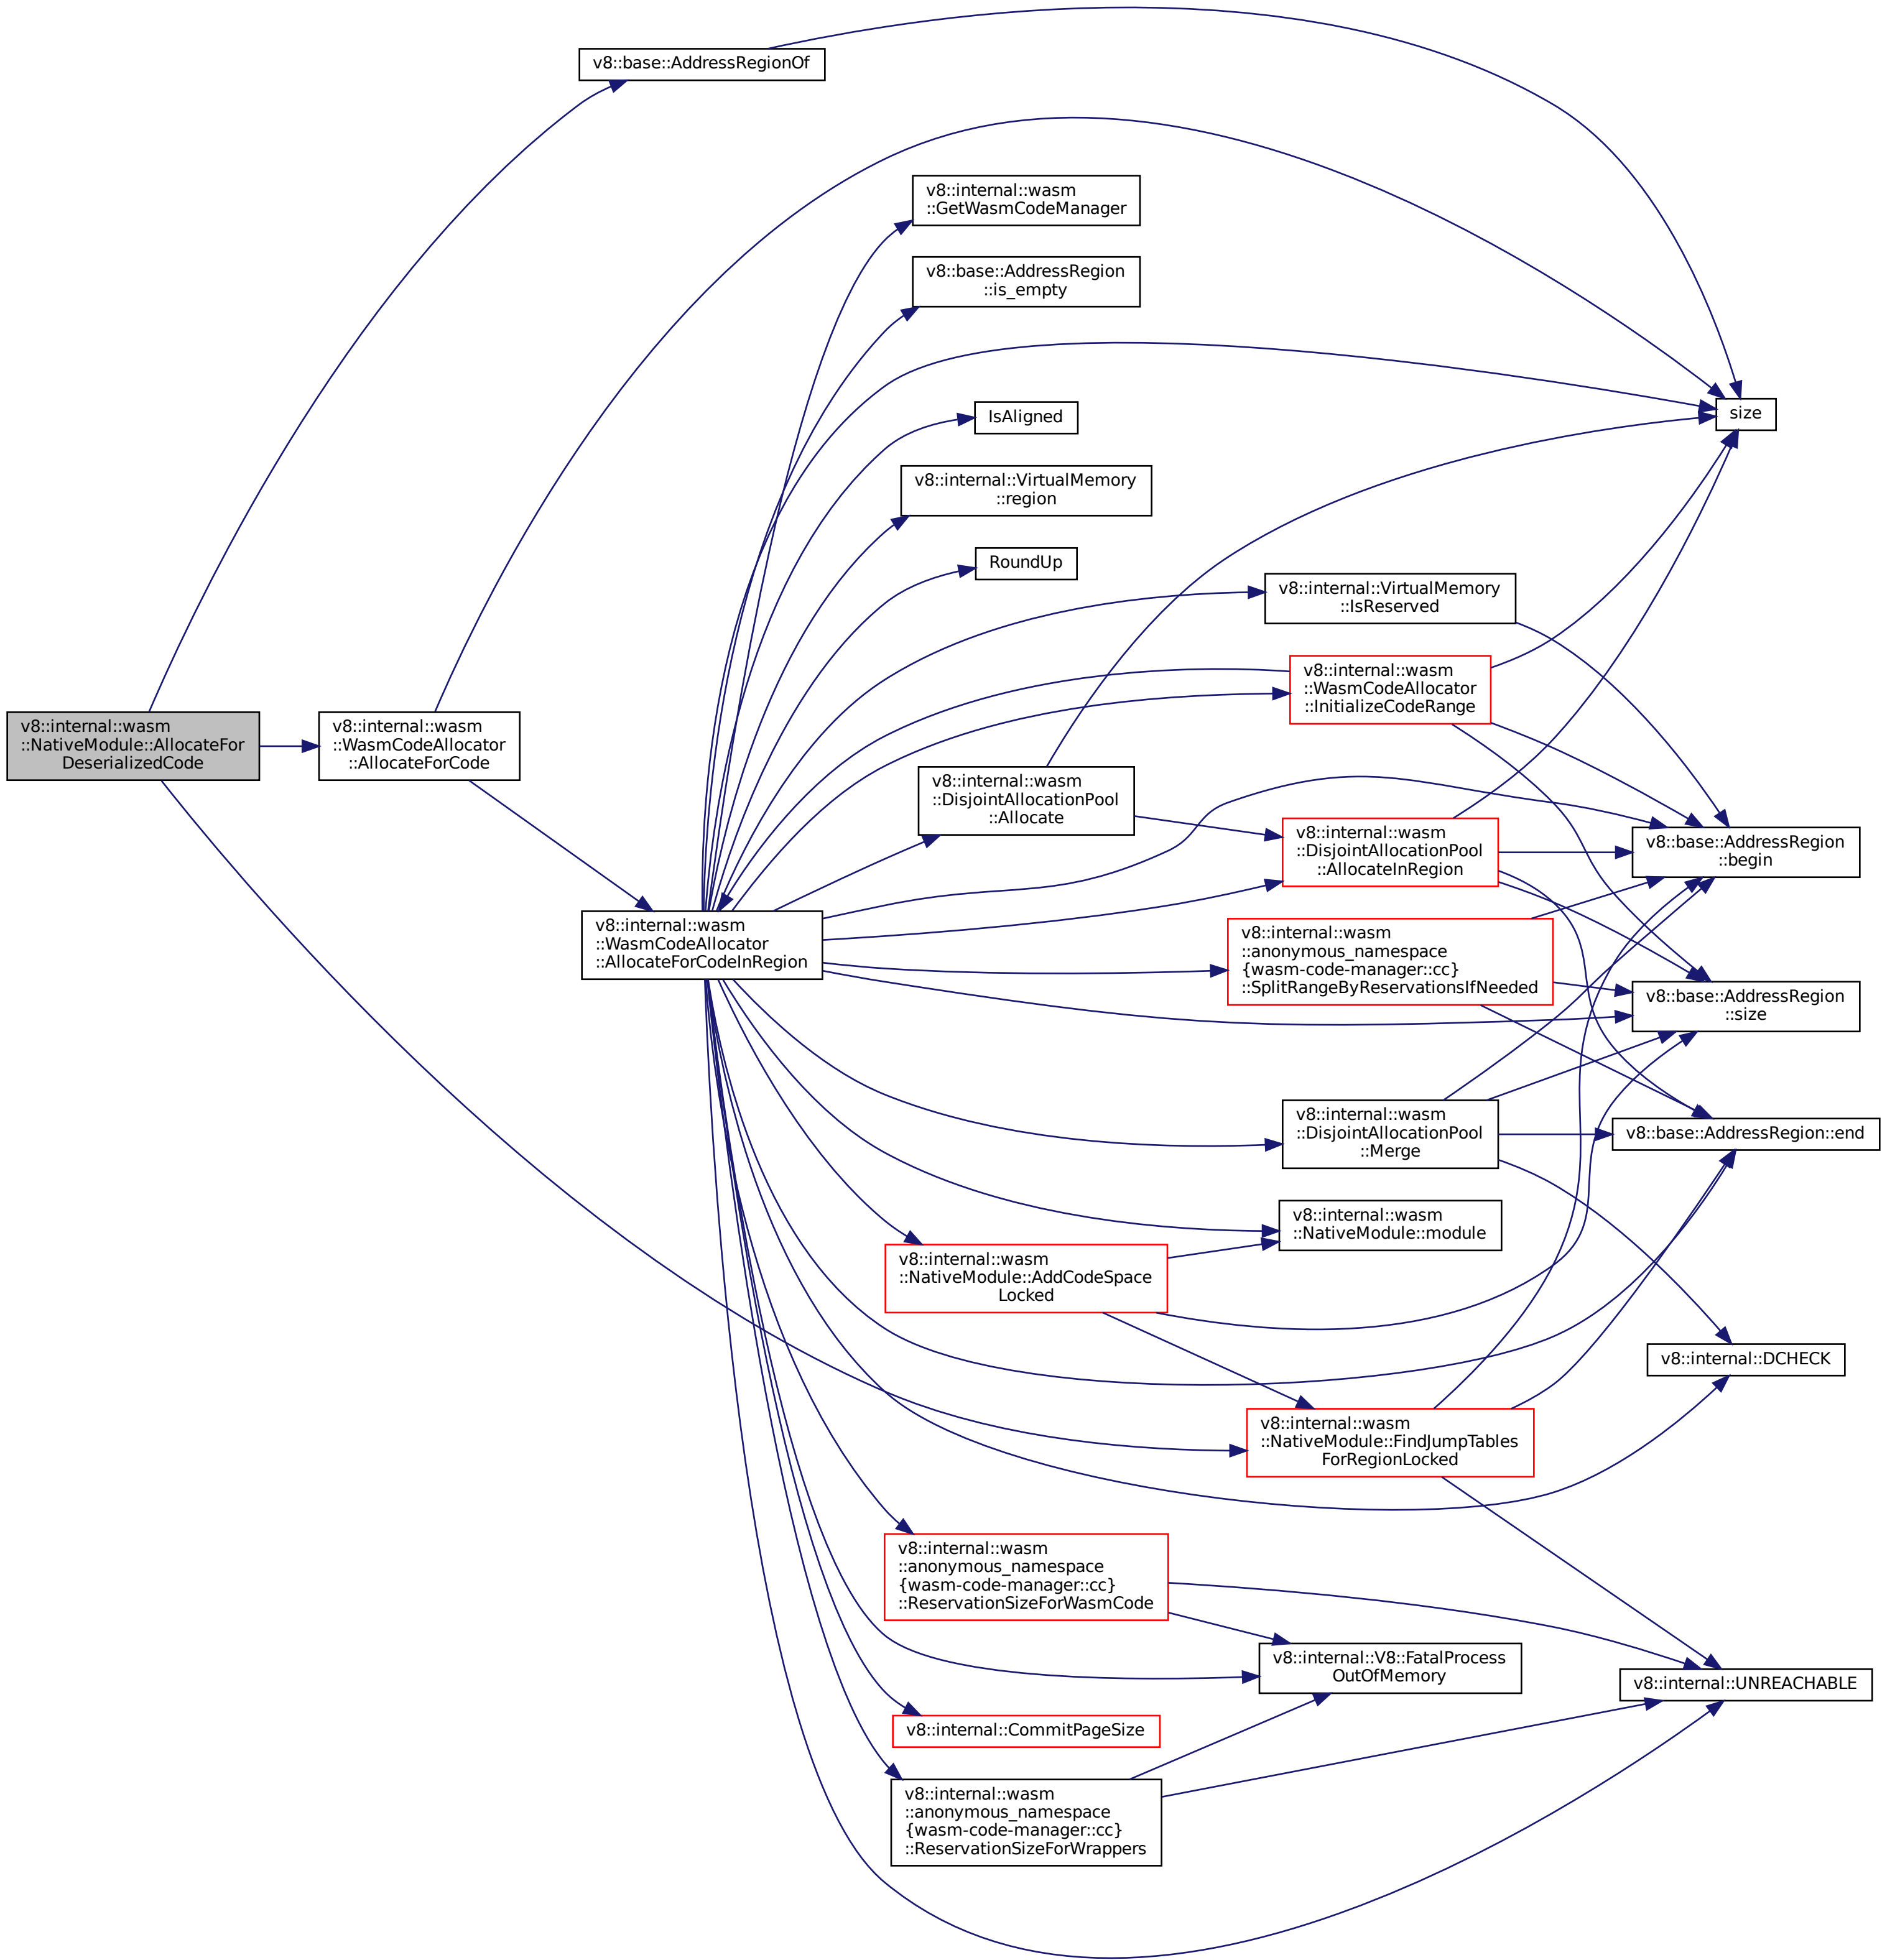 v8::base::AddressRegionOf
v8::internal::wasm
::GetWasmCodeManager
v8::base::AddressRegion
::is_empty
IsAligned
size
v8::internal::VirtualMemory
::region
RoundUp
v8::internal::VirtualMemory
::IsReserved
v8::internal::wasm
::WasmCodeAllocator
::InitializeCodeRange
v8::internal::wasm
::NativeModule::AllocateFor
DeserializedCode
v8::internal::wasm
::WasmCodeAllocator
::AllocateForCode
v8::internal::wasm
::DisjointAllocationPool
::Allocate
v8::internal::wasm
::DisjointAllocationPool
::AllocateInRegion
v8::base::AddressRegion
::begin
v8::internal::wasm
::WasmCodeAllocator
::AllocateForCodeInRegion
v8::internal::wasm
::anonymous_namespace
{wasm-code-manager::cc}
::SplitRangeByReservationsIfNeeded
v8::base::AddressRegion
::size
v8::internal::wasm
::DisjointAllocationPool
::Merge
v8::base::AddressRegion::end
v8::internal::wasm
::NativeModule::module
v8::internal::wasm
::NativeModule::AddCodeSpace
Locked
v8::internal::DCHECK
v8::internal::wasm
::NativeModule::FindJumpTables
ForRegionLocked
v8::internal::wasm
::anonymous_namespace
{wasm-code-manager::cc}
::ReservationSizeForWasmCode
v8::internal::V8::FatalProcess
OutOfMemory
v8::internal::UNREACHABLE
v8::internal::CommitPageSize
v8::internal::wasm
::anonymous_namespace
{wasm-code-manager::cc}
::ReservationSizeForWrappers